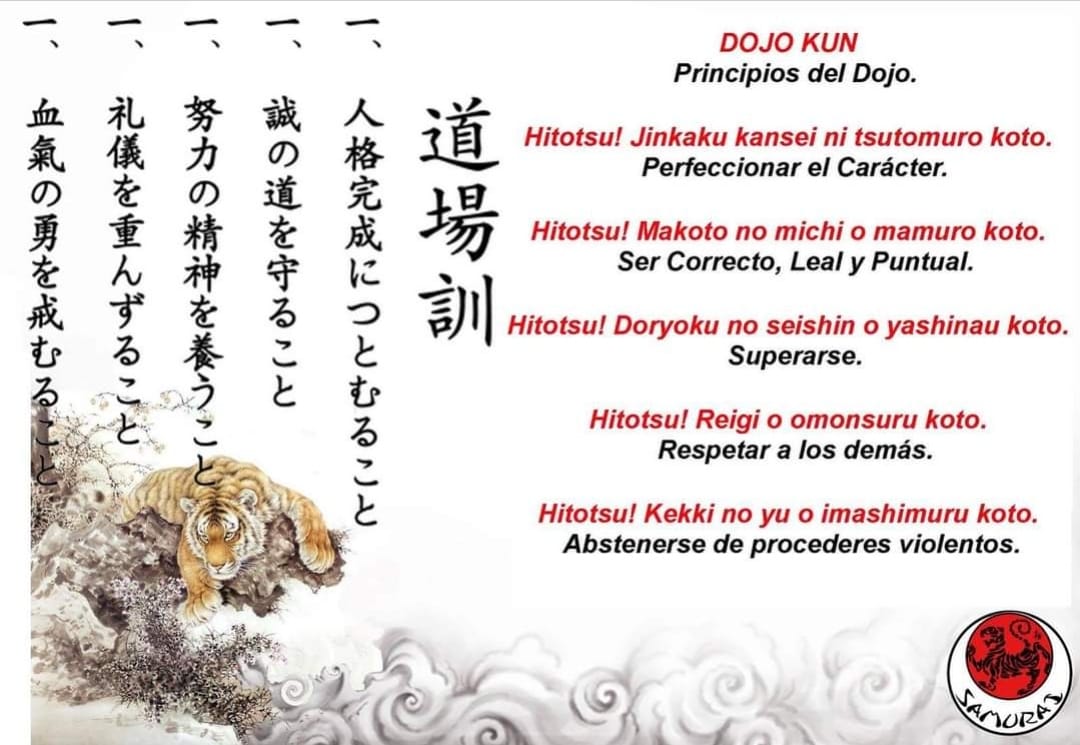 道場訓
一、人格完成につとむること
一、誠の道を守ること
一、努力の精神を養うこと
一、礼儀を重んずること
一、血氣の勇を戒むること
DOJO KUN
Principios del Dojo.
Hitotsu! Jinkaku kansei ni tsutomuro koto.
Perfeccionar el Carácter.
Hitotsu! Makoto no michi o mamuro koto.
Ser Correcto, Leal y Puntual.
Hitotsu! Doryoku no seishin o yashinau koto.
Superarse.
Hitotsu! Reigi o omonsuru koto.
Respetar a los demás.
Hitotsu! Kekki no yu o imashimuru koto.
Abstenerse de procederes violentos.
SAMURAI